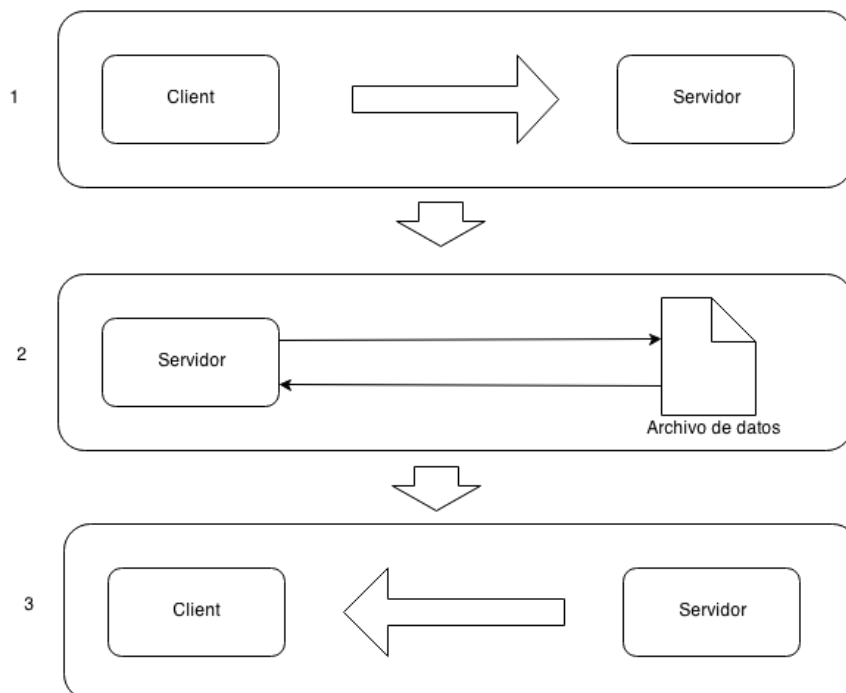 1
Client
Servidor
2
Servidor
Archivo de datos
3
Client
Servidor